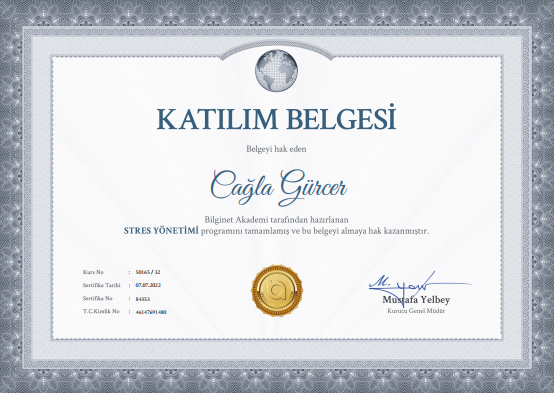 KATILIM BELGESİ
Belgeyi hak eden
Cağla Gürcer
Bilginet Akademi tarafından hazırlanan
STRES YÖNETİMİ programını tamamlamış ve bu belgeyi almaya hak kazanmıştır.
Kurs No : 50165 / 32
Sertifika Tarihi : 07.07.2022
Sertifika No : 84353
T.C.Kimlik No : 46147691480
Mustafa Yelbey
Kurucu Genel Müdür